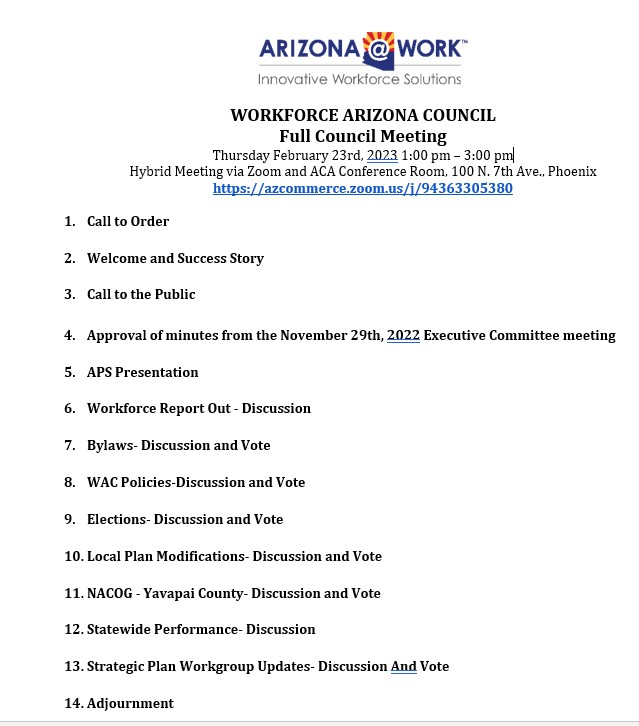 ARIZONA@WORK™
Innovative Workforce Solutions
WORKFORCE ARIZONA COUNCIL
Full Council Meeting
Thursday February 23rd, 2023 1:00 pm – 3:00 pm
Hybrid Meeting via Zoom and ACA Conference Room, 100 N. 7th Ave., Phoenix
https://azcommerce.zoom.us/j/94363305380
1. Call to Order
2. Welcome and Success Story
3. Call to the Public
4. Approval of minutes from the November 29th, 2022 Executive Committee meeting
5. APS Presentation
6. Workforce Report Out - Discussion
7. Bylaws- Discussion and Vote
8. WAC Policies-Discussion and Vote
9. Elections- Discussion and Vote
10. Local Plan Modifications- Discussion and Vote
11. NACOG - Yavapai County- Discussion and Vote
12. Statewide Performance- Discussion
13. Strategic Plan Workgroup Updates- Discussion And Vote
14. Adjournment